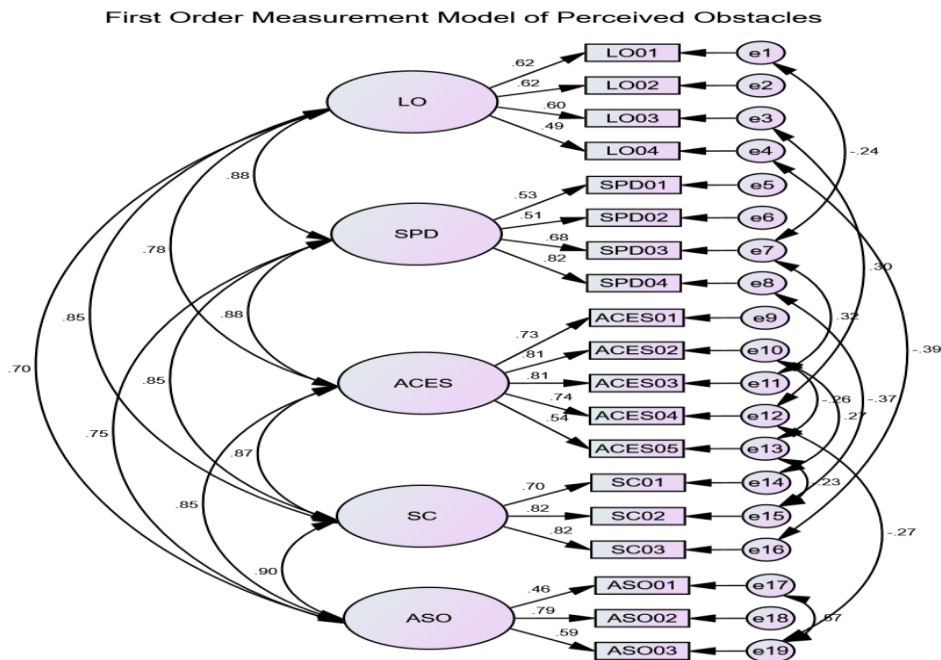 First Order Measurement Model of Perceived Obstacles
LO01 e1
.62
LO02 e2
.62
LO
LO03 e3
.60
LO04 e4
.49
-.24
.88
SPD01 e5
.53
SPD02 e6
.51
SPD
SPD03 e7
.68
.78
.30
SPD04 e8
.82
.88
.85
.32
ACES01 e9
.73
ACES02 e10
.81
-.39
.70
ACES
ACES03 e11
.81
.85
-.26
-.37
ACES04 e12
.74
.27
.54
.75
ACES05 e13
.87
SC01 e14
.70
-.23
.85
SC
SC02 e15
.82
SC03 e16
.82
-.27
.90
ASO01 e17
.46
ASO
ASO02 e18
.79
ASO03 e19
.59